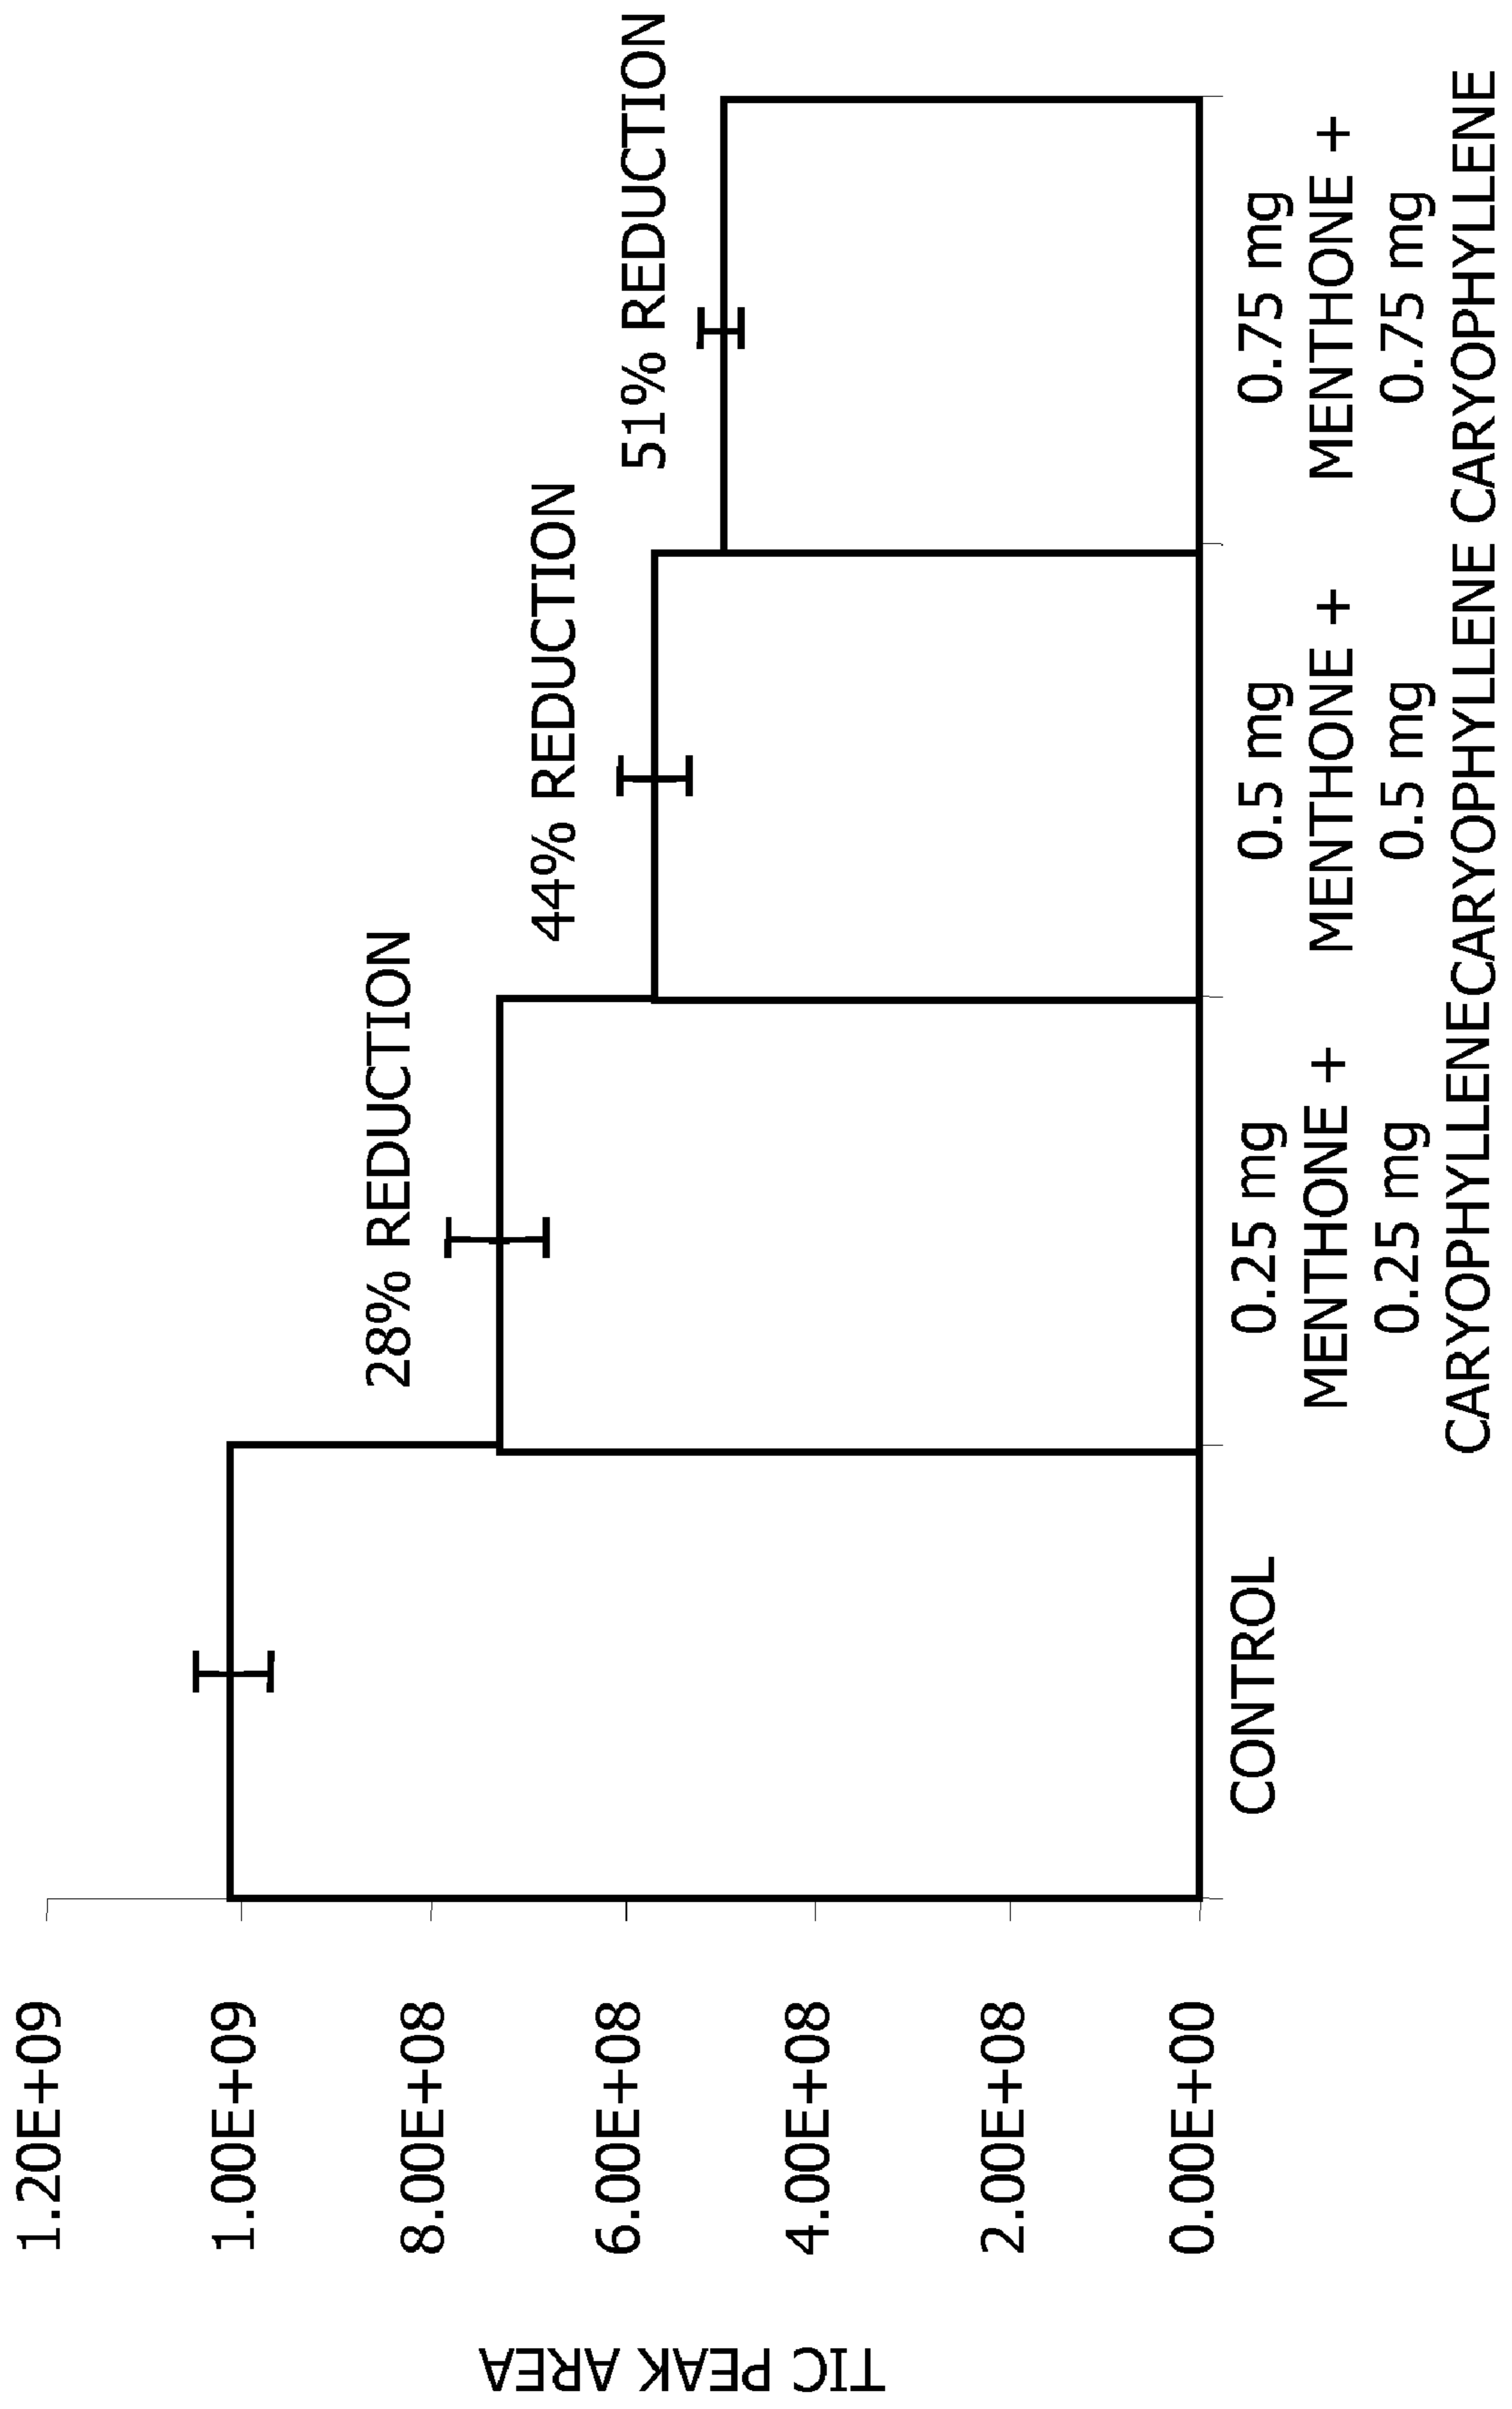 TIC PEAK AREA
1.20E+09
1.00E+09
8.00E+08
6.00E+08
4.00E+08
2.00E+08
0.00E+00
28% REDUCTION
44% REDUCTION
51% REDUCTION
CONTROL
0.25 mg
MENTHONE +
0.25 mg
CARYOPHYLLENE
0.5 mg
MENTHONE +
0.5 mg
CARYOPHYLLENE
0.75 mg
MENTHONE +
0.75 mg
CARYOPHYLLENE